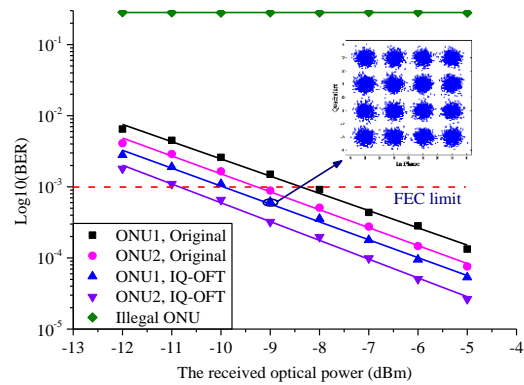 10^-1
10^-2
10^-3
10^-4
10^-5
Log10(BER)
Quadrature
In-Phase
FEC limit
ONU1, Original
ONU2, Original
ONU1, IQ-OFT
ONU2, IQ-OFT
Illegal ONU
-13 -12 -11 -10 -9 -8 -7 -6 -5 -4
The received optical power (dBm)